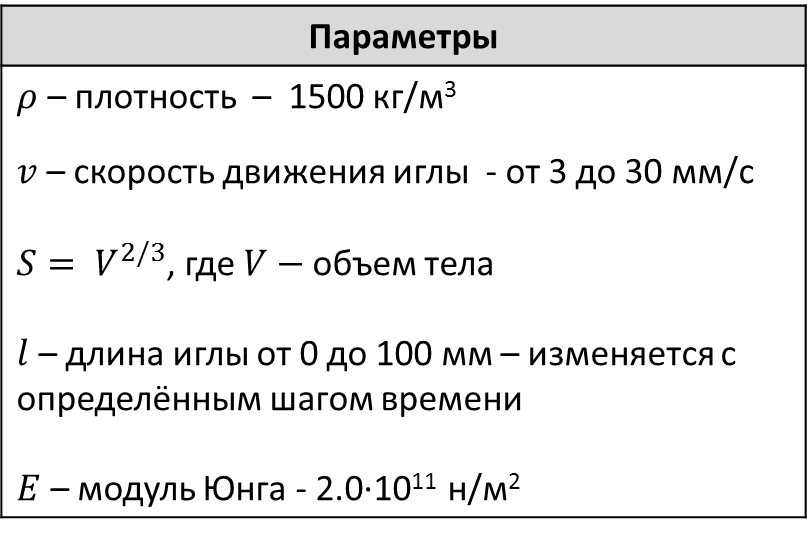 Параметры
𝜌 – плотность – 1500 кг/м³
𝑣 – скорость движения иглы - от 3 до 30 мм/с
𝑆 = 𝑉^{2/3}, где 𝑉 − объем тела
𝑙 – длина иглы от 0 до 100 мм – изменяется с
определённым шагом времени
𝐸 – модуль Юнга - 2.0·10¹¹ н/м²